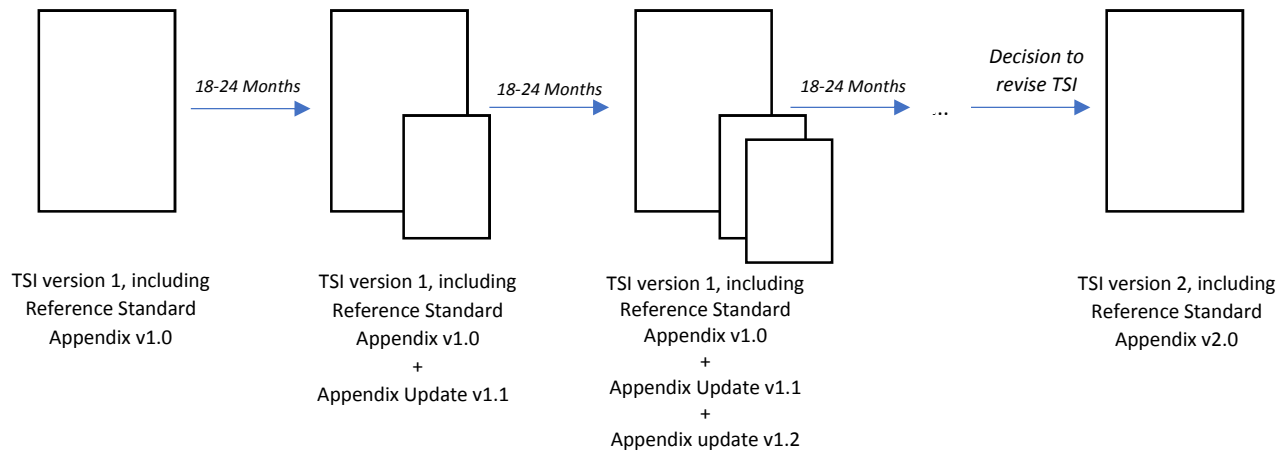 18-24 Months
18-24 Months
18-24 Months
...
Decision to
revise TSI
TSI version 1, including
Reference Standard
Appendix v1.0
TSI version 1, including
Reference Standard
Appendix v1.0
+
Appendix Update v1.1
TSI version 1, including
Reference Standard
Appendix v1.0
+
Appendix Update v1.1
+
Appendix update v1.2
TSI version 2, including
Reference Standard
Appendix v2.0